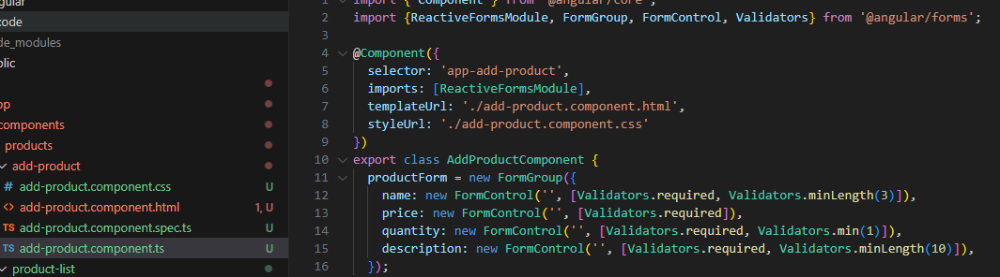 gular
code
de_modules
blic
pp
components
products
add-product
# add-product.component.css U
<> add-product.component.html 1, U
TS add-product.component.spec.ts U
TS add-product.component.ts U
product-list
1 import { Component } from '@angular/core';
2 import {ReactiveFormsModule, FormGroup, FormControl, Validators} from '@angular/forms';
3
4 @Component({
5 selector: 'app-add-product',
6 imports: [ReactiveFormsModule],
7 templateUrl: './add-product.component.html',
8 styleUrl: './add-product.component.css'
9 })
10 export class AddProductComponent {
11 productForm = new FormGroup({
12 name: new FormControl('', [Validators.required, Validators.minLength(3)]),
13 price: new FormControl('', [Validators.required]),
14 quantity: new FormControl('', [Validators.required, Validators.min(1)]),
15 description: new FormControl('', [Validators.required, Validators.minLength(10)]),
16 });